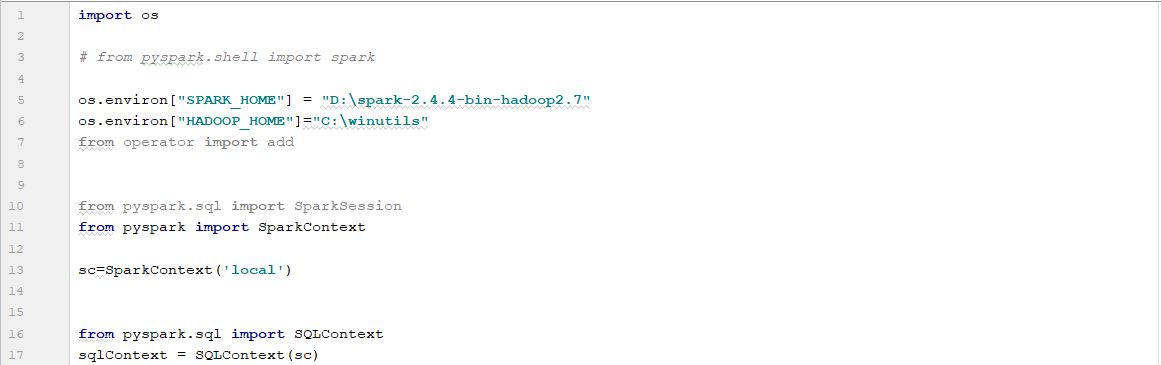 1 import os
2
3 # from pyspark.shell import spark
4
5 os.environ["SPARK_HOME"] = "D:\spark-2.4.4-bin-hadoop2.7"
6 os.environ["HADOOP_HOME"]="C:\winutils"
7 from operator import add
8
9
10 from pyspark.sql import SparkSession
11 from pyspark import SparkContext
12
13 sc=SparkContext('local')
14
15
16 from pyspark.sql import SQLContext
17 sqlContext = SQLContext(sc)